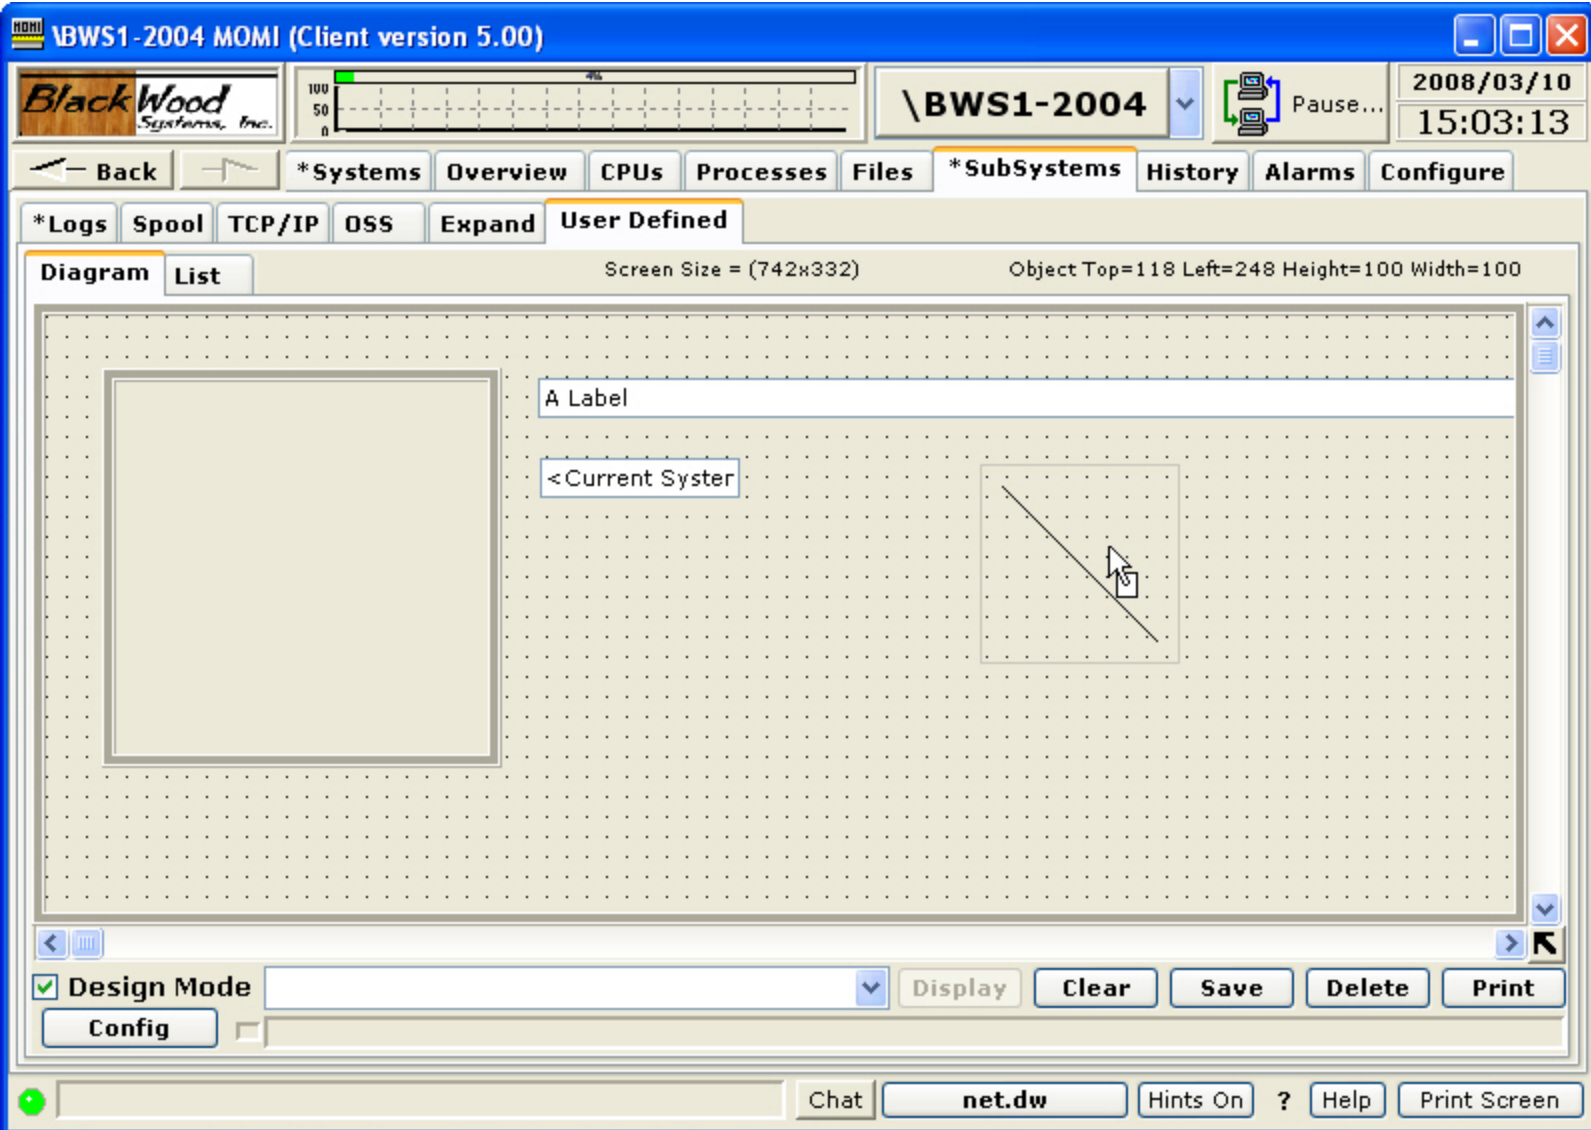 MOMI \BWS1-2004 MOMI (Client version 5.00)
BlackWood Systems, Inc.
100 50 0
4%
\BWS1-2004
Pause...
2008/03/10
15:03:13
Back *Systems Overview CPUs Processes Files *SubSystems History Alarms Configure
*Logs Spool TCP/IP OSS Expand User Defined
Diagram List Screen Size = (742x332) Object Top=118 Left=248 Height=100 Width=100
A Label
<Current Syster
Design Mode Display Clear Save Delete Print
Config
Chat net.dw Hints On ? Help Print Screen